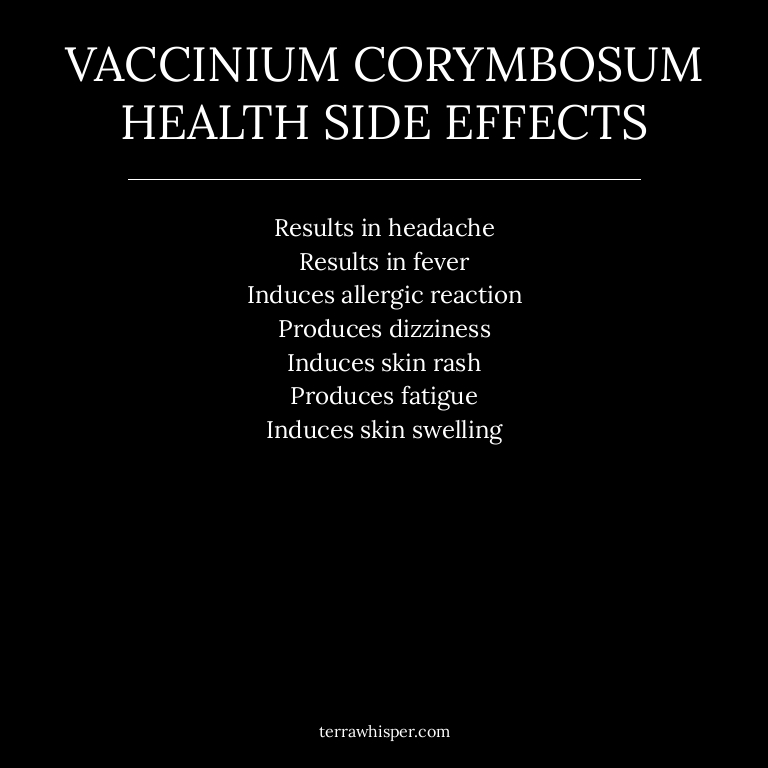 VACCINIUM CORYMBOSUM
HEALTH SIDE EFFECTS
Results in headache
Results in fever
Induces allergic reaction
Produces dizziness
Induces skin rash
Produces fatigue
Induces skin swelling
terrawhisper.com